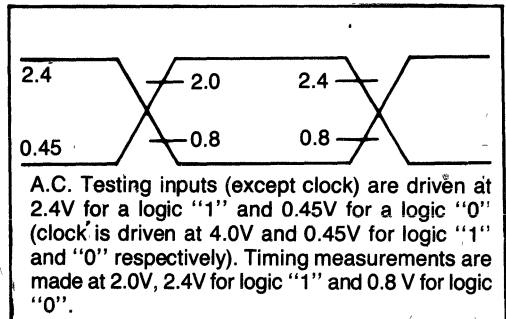 2.4
2.0
2.4
0.8
0.8
0.45
A.C. Testing inputs (except clock) are driven at
2.4V for a logic "1" and 0.45V for a logic "0"
(clock is driven at 4.0V and 0.45V for logic "1"
and "0" respectively). Timing measurements are
made at 2.0V, 2.4V for logic "1" and 0.8 V for logic
"0".